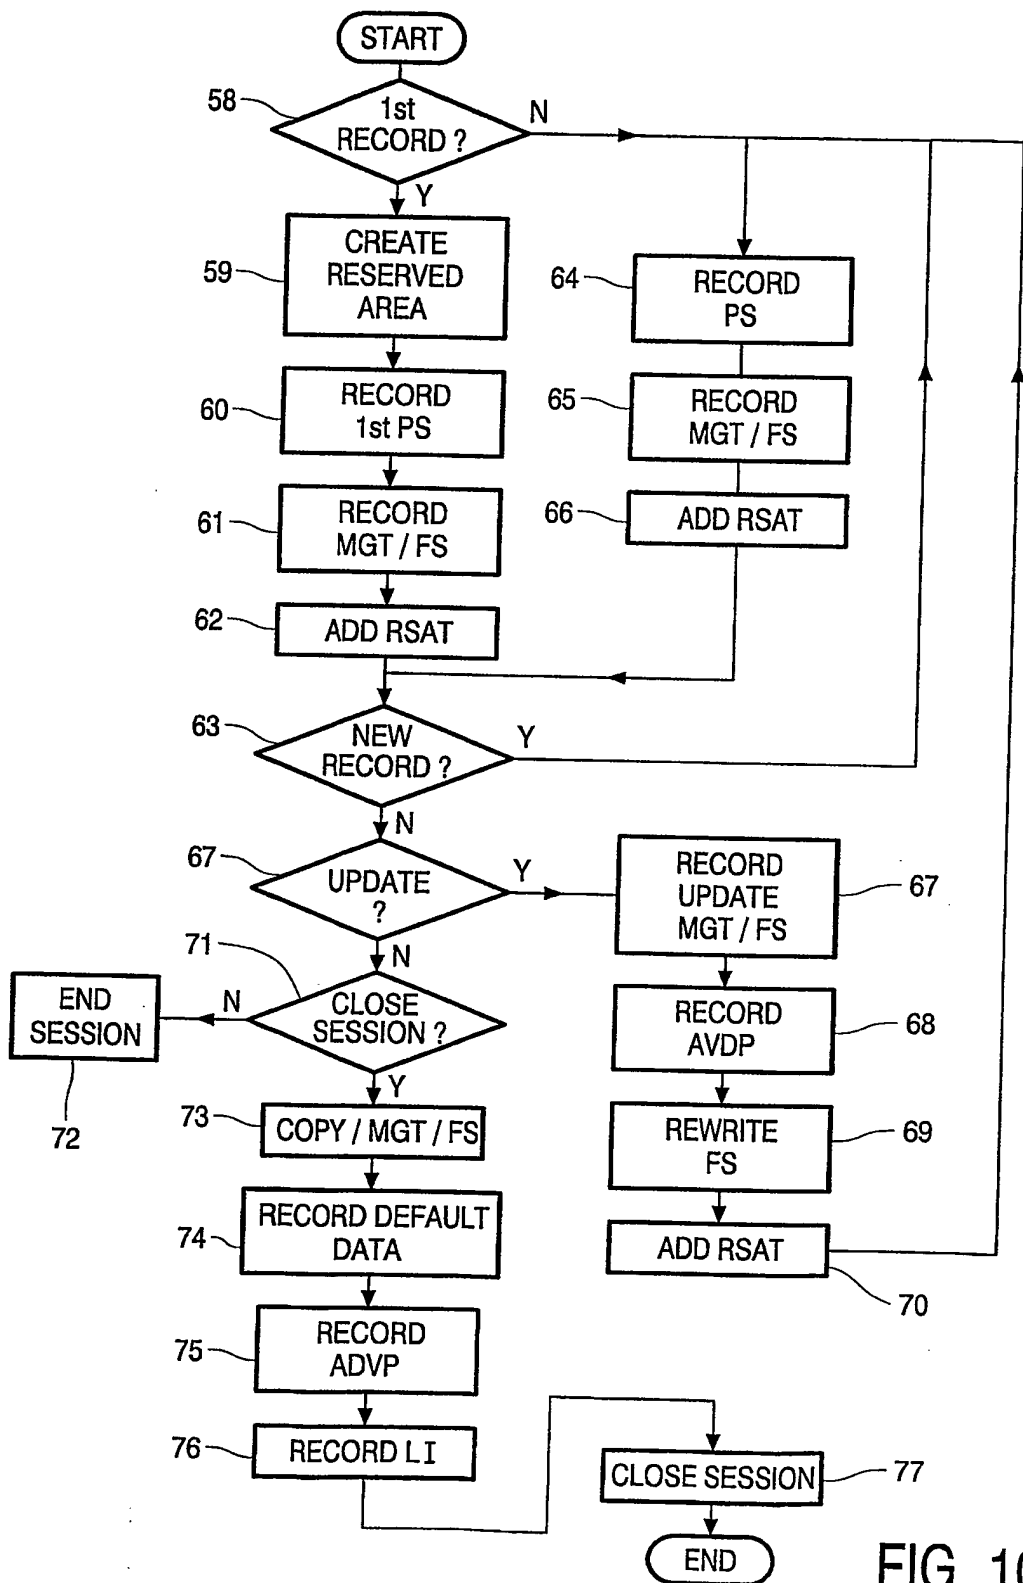 START
58
1st
RECORD ?
N
Y
59
CREATE
RESERVED
AREA
64
RECORD
PS
60
RECORD
1st PS
65
RECORD
MGT / FS
61
RECORD
MGT / FS
66
ADD RSAT
62
ADD RSAT
63
NEW
RECORD ?
Y
N
67
UPDATE
?
Y
RECORD
UPDATE
MGT / FS
67
71
N
END
SESSION
N
CLOSE
SESSION ?
RECORD
AVDP
68
72
Y
73
COPY / MGT / FS
REWRITE
FS
69
74
RECORD DEFAULT
DATA
ADD RSAT
70
75
RECORD
ADVP
76
RECORD LI
CLOSE SESSION
77
END
FIG. 10